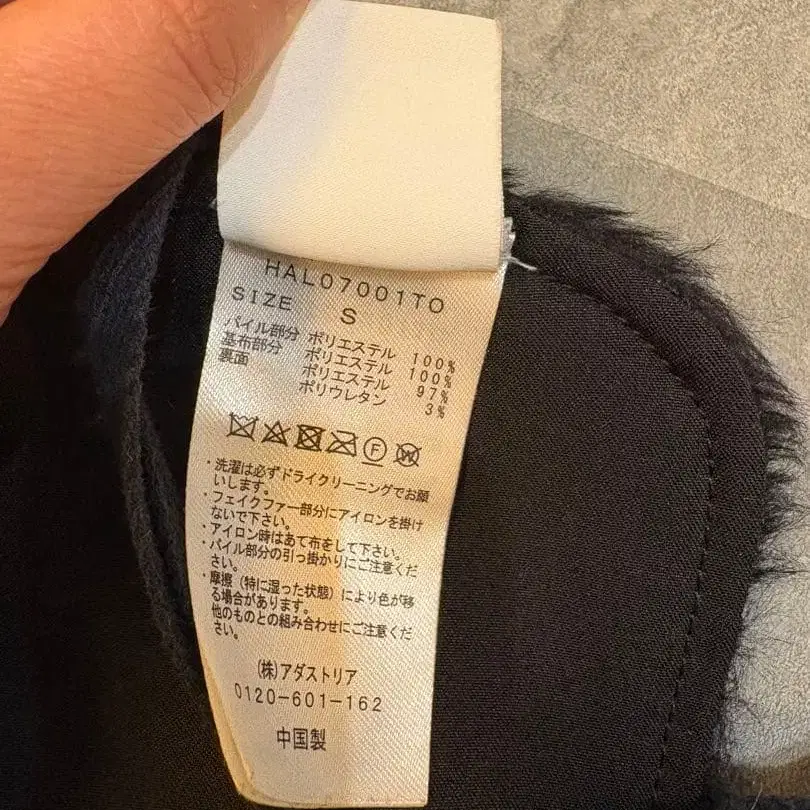 HAL07001TO
SIZE S
パイル部分 ポリエステル 100%
基布部分 ポリエステル 100%
裏面 ポリエステル 97%
ポリウレタン 3%
F W
・洗濯は必ずドライクリーニングでお願
いします。
・フェイクファー部分にアイロンを掛け
ないで下さい。
・アイロン時はあて布をして下さい。
・パイル部分の引っ掛かりにご注意くだ
さい。
・摩擦(特に湿った状態)により色が移
る場合があります。
他のものとの組み合わせにご注意くだ
さい。
(株)アダストリア
0120-601-162
中国製